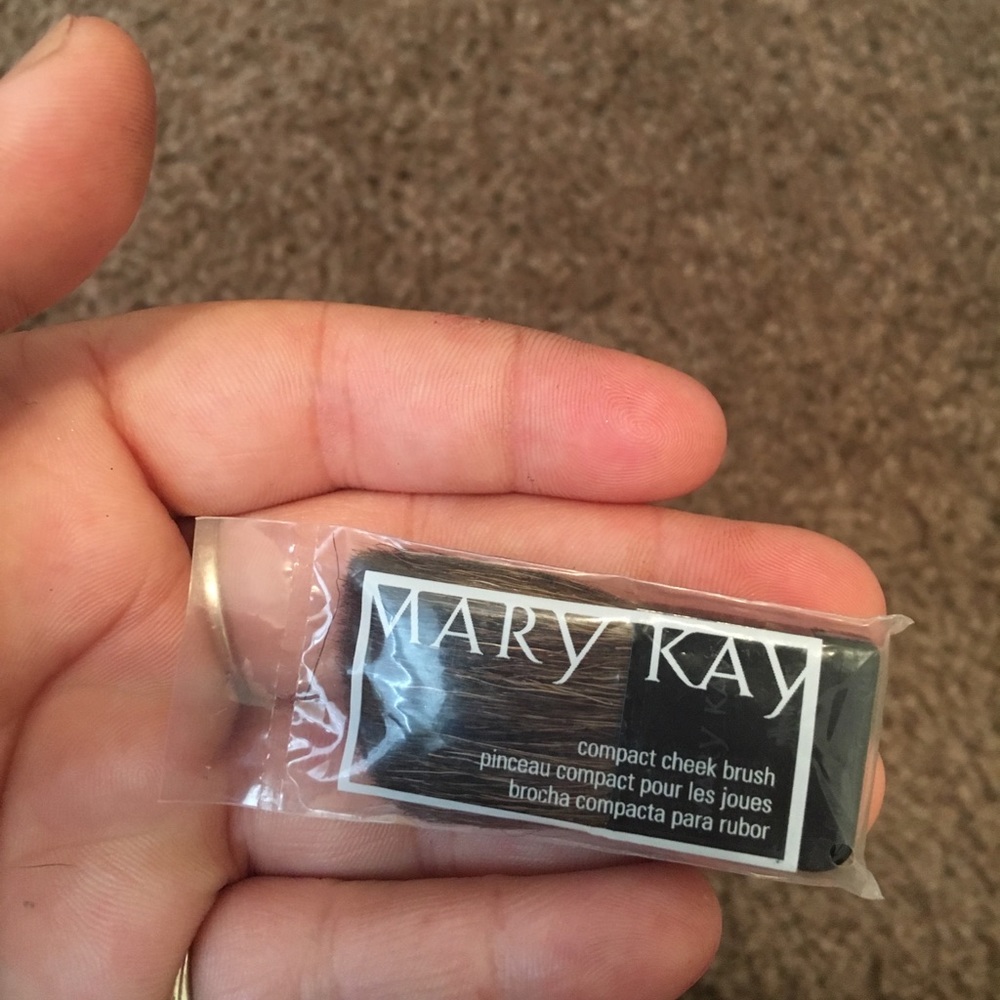 MARY KAY
compact cheek brush
pinceau compact pour les joues
brocha compacta para rubor